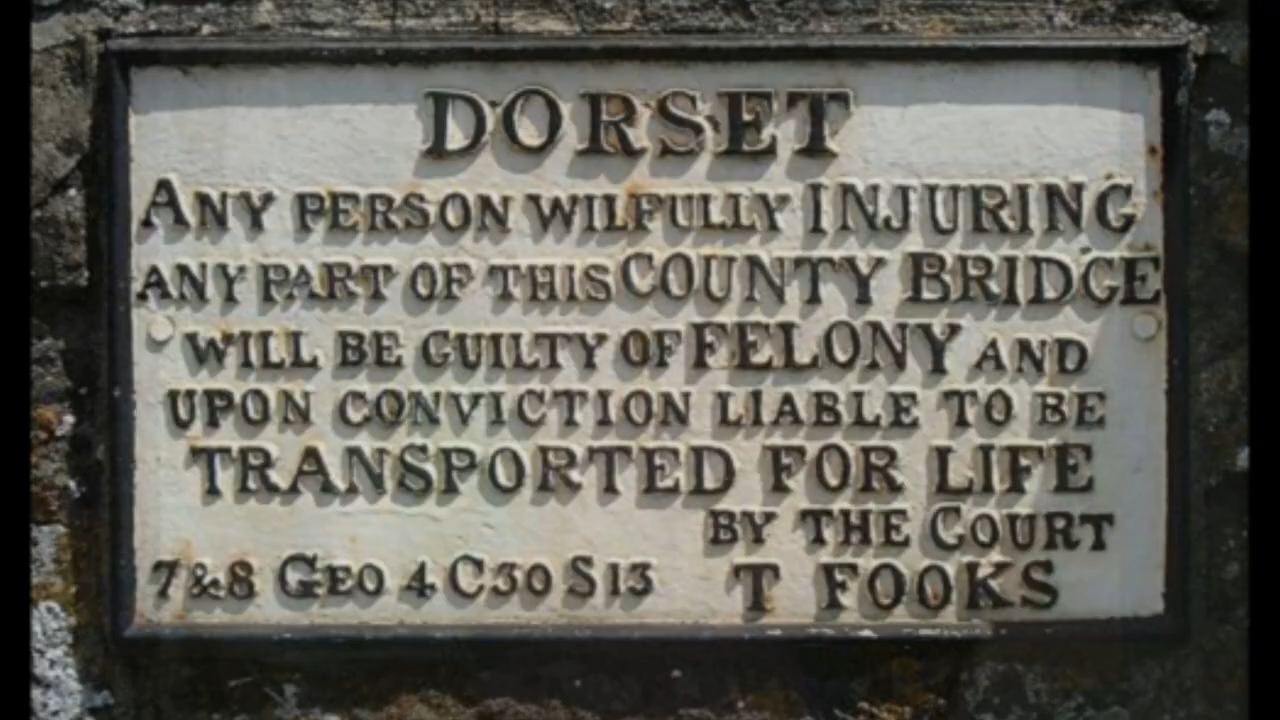 DORSET
ANY PERSON WILFULLY INJURING
ANY PART OF THIS COUNTY BRIDGE
WILL BE GUILTY OF FELONY AND
UPON CONVICTION LIABLE TO BE
TRANSPORTED FOR LIFE
BY THE COURT
7&8 GEO 4 C30 S13 T FOOKS